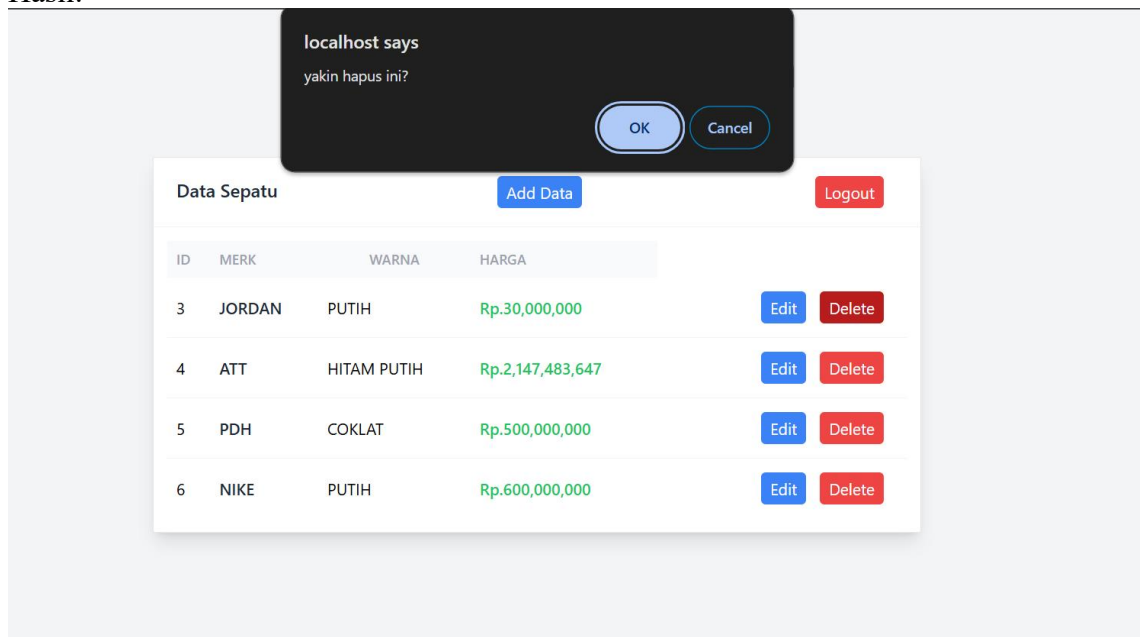 localhost says
yakin hapus ini?
OK Cancel
Data Sepatu Add Data Logout
ID MERK WARNA HARGA
3 JORDAN PUTIH Rp.30,000,000 Edit Delete
4 ATT HITAM PUTIH Rp.2,147,483,647 Edit Delete
5 PDH COKLAT Rp.500,000,000 Edit Delete
6 NIKE PUTIH Rp.600,000,000 Edit Delete